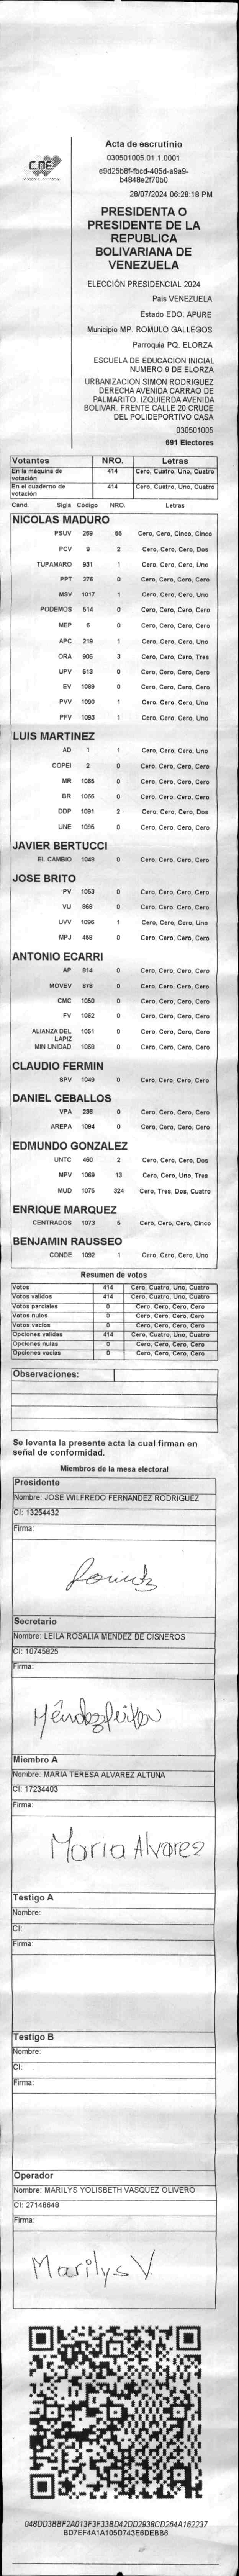 CNE
Acta de escrutinio
030501005.01.1.0001
e9d25b8f-fbcd-405d-a9a9-
b4848e2f70b0
28/07/2024 06:28:18 PM
PRESIDENTA O
PRESIDENTE DE LA
REPUBLICA
BOLIVARIANA DE
VENEZUELA
ELECCIÓN PRESIDENCIAL 2024
País VENEZUELA
Estado EDO. APURE
Municipio MP. ROMULO GALLEGOS
Parroquia PQ. ELORZA
ESCUELA DE EDUCACION INICIAL
NUMERO 9 DE ELORZA
URBANIZACION SIMON RODRIGUEZ
DERECHA AVENIDA CARRAO DE
PALMARITO. IZQUIERDA AVENIDA
BOLIVAR. FRENTE CALLE 20 CRUCE
DEL POLIDEPORTIVO CASA
030501005
691 Electores
Votantes NRO. Letras
En la máquina de votación 414 Cero, Cuatro, Uno, Cuatro
En el cuaderno de votación 414 Cero, Cuatro, Uno, Cuatro
Cand. Sigla Código NRO. Letras
NICOLAS MADURO
PSUV 269 55 Cero, Cero, Cinco, Cinco
PCV 9 2 Cero, Cero, Cero, Dos
TUPAMARO 931 1 Cero, Cero, Cero, Uno
PPT 276 0 Cero, Cero, Cero, Cero
MSV 1017 1 Cero, Cero, Cero, Uno
PODEMOS 514 0 Cero, Cero, Cero, Cero
MEP 6 0 Cero, Cero, Cero, Cero
APC 219 1 Cero, Cero, Cero, Uno
ORA 906 3 Cero, Cero, Cero, Tres
UPV 513 0 Cero, Cero, Cero, Cero
EV 1089 0 Cero, Cero, Cero, Cero
PVV 1090 1 Cero, Cero, Cero, Uno
PFV 1093 1 Cero, Cero, Cero, Uno
LUIS MARTINEZ
AD 1 1 Cero, Cero, Cero, Uno
COPEI 2 0 Cero, Cero, Cero, Cero
MR 1065 0 Cero, Cero, Cero, Cero
BR 1066 0 Cero, Cero, Cero, Cero
DDP 1091 2 Cero, Cero, Cero, Dos
UNE 1095 0 Cero, Cero, Cero, Cero
JAVIER BERTUCCI
EL CAMBIO 1048 0 Cero, Cero, Cero, Cero
JOSE BRITO
PV 1053 0 Cero, Cero, Cero, Cero
VU 868 0 Cero, Cero, Cero, Cero
UVV 1096 1 Cero, Cero, Cero, Uno
MPJ 458 0 Cero, Cero, Cero, Cero
ANTONIO ECARRI
AP 814 0 Cero, Cero, Cero, Cero
MOVEV 879 0 Cero, Cero, Cero, Cero
CMC 1050 0 Cero, Cero, Cero, Cero
FV 1062 0 Cero, Cero, Cero, Cero
ALIANZA DEL LAPIZ 1051 0 Cero, Cero, Cero, Cero
MIN UNIDAD 1058 0 Cero, Cero, Cero, Cero
CLAUDIO FERMIN
SPV 1049 0 Cero, Cero, Cero, Cero
DANIEL CEBALLOS
VPA 236 0 Cero, Cero, Cero, Cero
AREPA 1094 0 Cero, Cero, Cero, Cero
EDMUNDO GONZALEZ
UNTC 460 2 Cero, Cero, Cero, Dos
MPV 1069 13 Cero, Cero, Uno, Tres
MUD 1075 324 Cero, Tres, Dos, Cuatro
ENRIQUE MARQUEZ
CENTRADOS 1073 5 Cero, Cero, Cero, Cinco
BENJAMIN RAUSSEO
CONDE 1092 1 Cero, Cero, Cero, Uno
Resumen de votos
Votos 414 Cero, Cuatro, Uno, Cuatro
Votos validos 414 Cero, Cuatro, Uno, Cuatro
Votos parciales 0 Cero, Cero, Cero, Cero
Votos nulos 0 Cero, Cero, Cero, Cero
Votos vacios 0 Cero, Cero, Cero, Cero
Opciones validas 414 Cero, Cuatro, Uno, Cuatro
Opciones nulas 0 Cero, Cero, Cero, Cero
Opciones vacias 0 Cero, Cero, Cero, Cero
Observaciones:
Se levanta la presente acta la cual firman en
señal de conformidad.
Miembros de la mesa electoral
Presidente
Nombre: JOSE WILFREDO FERNANDEZ RODRIGUEZ
CI: 13254432
Firma:
Secretario
Nombre: LEILA ROSALIA MENDEZ DE CISNEROS
CI: 10745825
Firma:
Miembro A
Nombre: MARIA TERESA ALVAREZ ALTUNA
CI: 17234403
Firma:
Maria Alvarez
Testigo A
Nombre:
CI:
Firma:
Testigo B
Nombre:
CI:
Firma:
Operador
Nombre: MARILYS YOLISBETH VASQUEZ OLIVERO
CI: 27148648
Firma:
Marilys V.
048DD3BBF2A013F3F33BD42DD2938CD264A162237
BD7EF4A1A105D743E6DEBB6